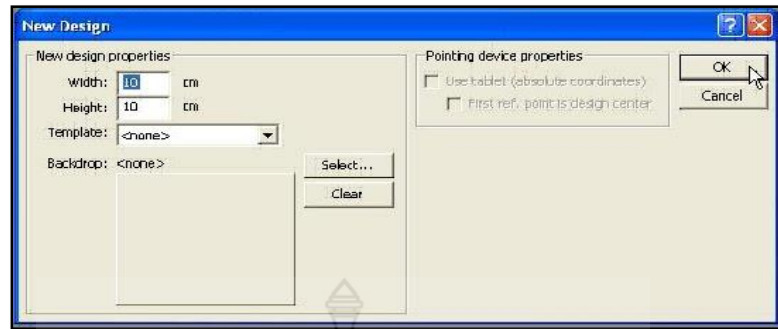 New Design
New design properties
Width: 10 cm
Height: 10 cm
Template: <none>
Backdrop: <none>
Select...
Clear
Pointing device properties
Use tablet (absolute coordinates)
First ref. point is design center
OK
Cancel